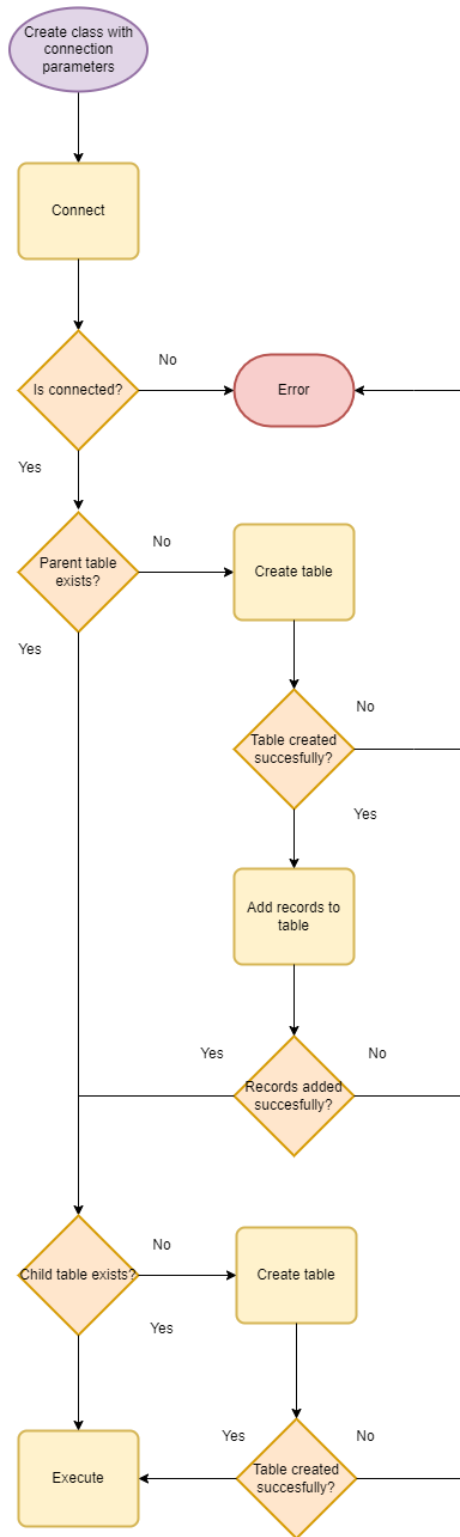 Create class with
connection
parameters
Connect
No
Is connected?
Error
Yes
No
Parent table
exists?
Create table
Yes
No
Table created
succesfully?
Yes
Add records to
table
Yes
No
Records added
succesfully?
No
Child table exists?
Create table
Yes
Yes
No
Execute
Table created
succesfully?